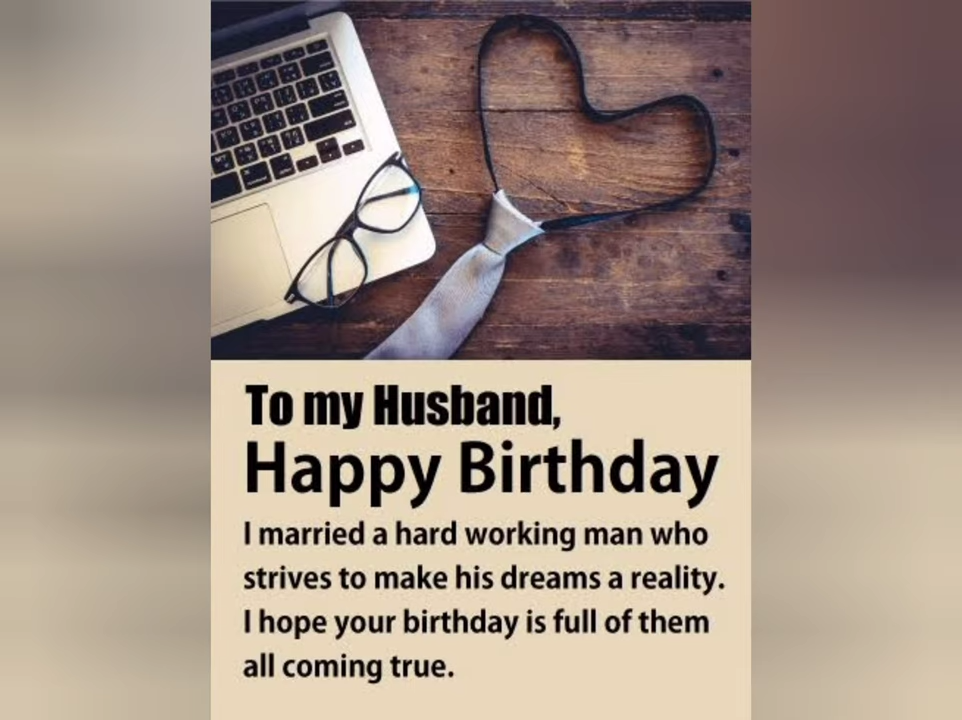 To my Husband,
Happy Birthday
I married a hard working man who
strives to make his dreams a reality.
I hope your birthday is full of them
all coming true.